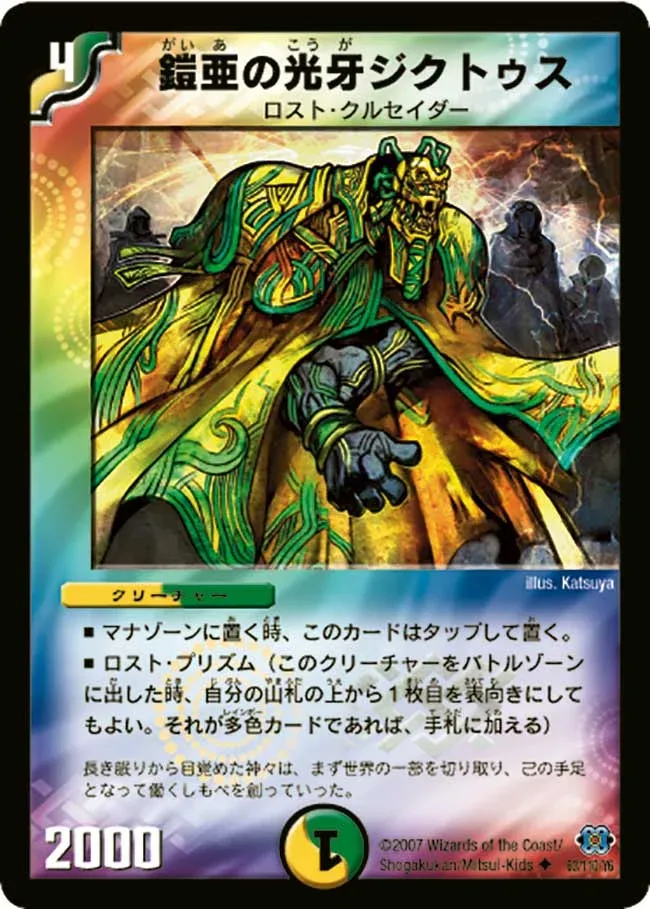 4
がいあ こうが
鎧亜の光牙ジクトゥス
ロスト・クルセイダー
illus. Katsuya
クリーチャー
■ マナゾーンに置く時、このカードはタップして置く。
■ ロスト・プリズム（このクリーチャーをバトルゾーン
に出した時、自分の山札の上から１枚目を表向きにして
もよい。それが多色カードであれば、手札に加える）
長き眠りから目覚めた神々は、まず世界の一部を切り取り、己の手足
となって働くしもべを創っていった。
2000
1
©2007 Wizards of the Coast/
Shogakukan/Mitsui-Kids ◆ 63/110 Y6